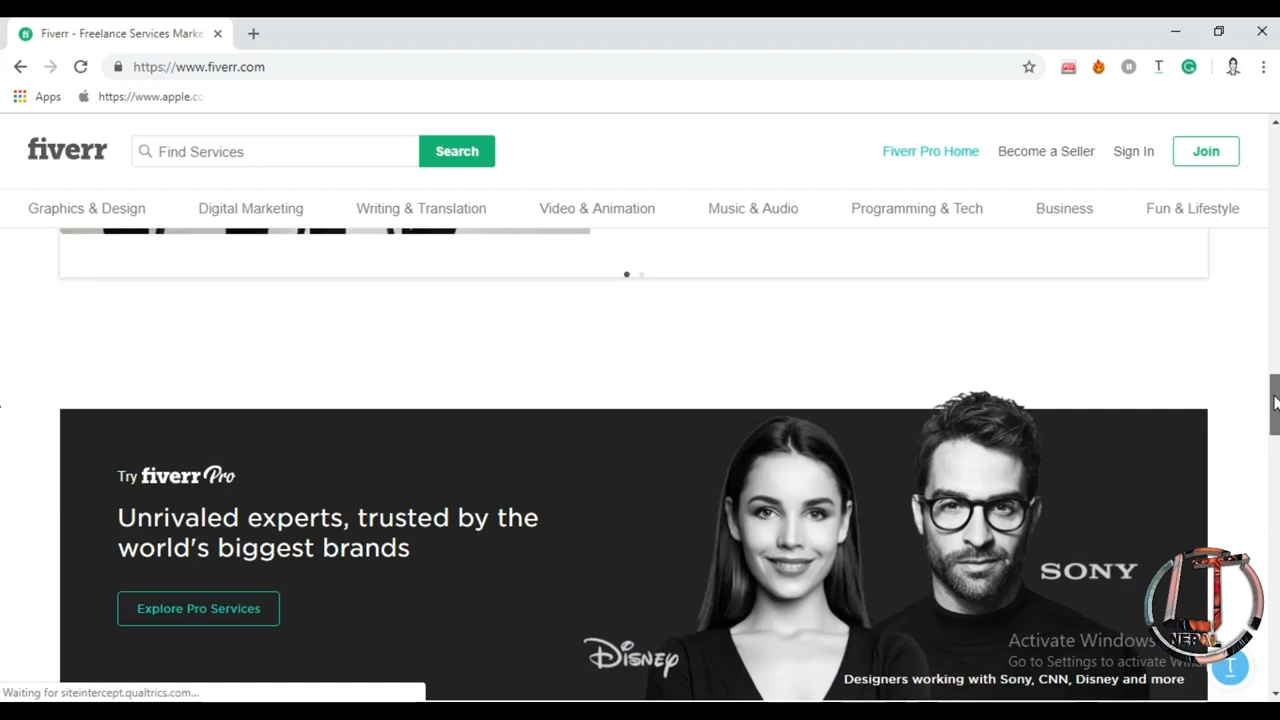 Fiverr - Freelance Services Marke
https://www.fiverr.com
Apps
https://www.apple.co
fiverr
Find Services
Search
Fiverr Pro Home
Become a Seller
Sign In
Join
Graphics & Design
Digital Marketing
Writing & Translation
Video & Animation
Music & Audio
Programming & Tech
Business
Fun & Lifestyle
Try fiverr Pro
Unrivaled experts, trusted by the
world's biggest brands
Explore Pro Services
SONY
Disney
Activate Windows
Go to Settings to activate
Designers working with Sony, CNN, Disney and more
Waiting for siteintercept.qualtrics.com...